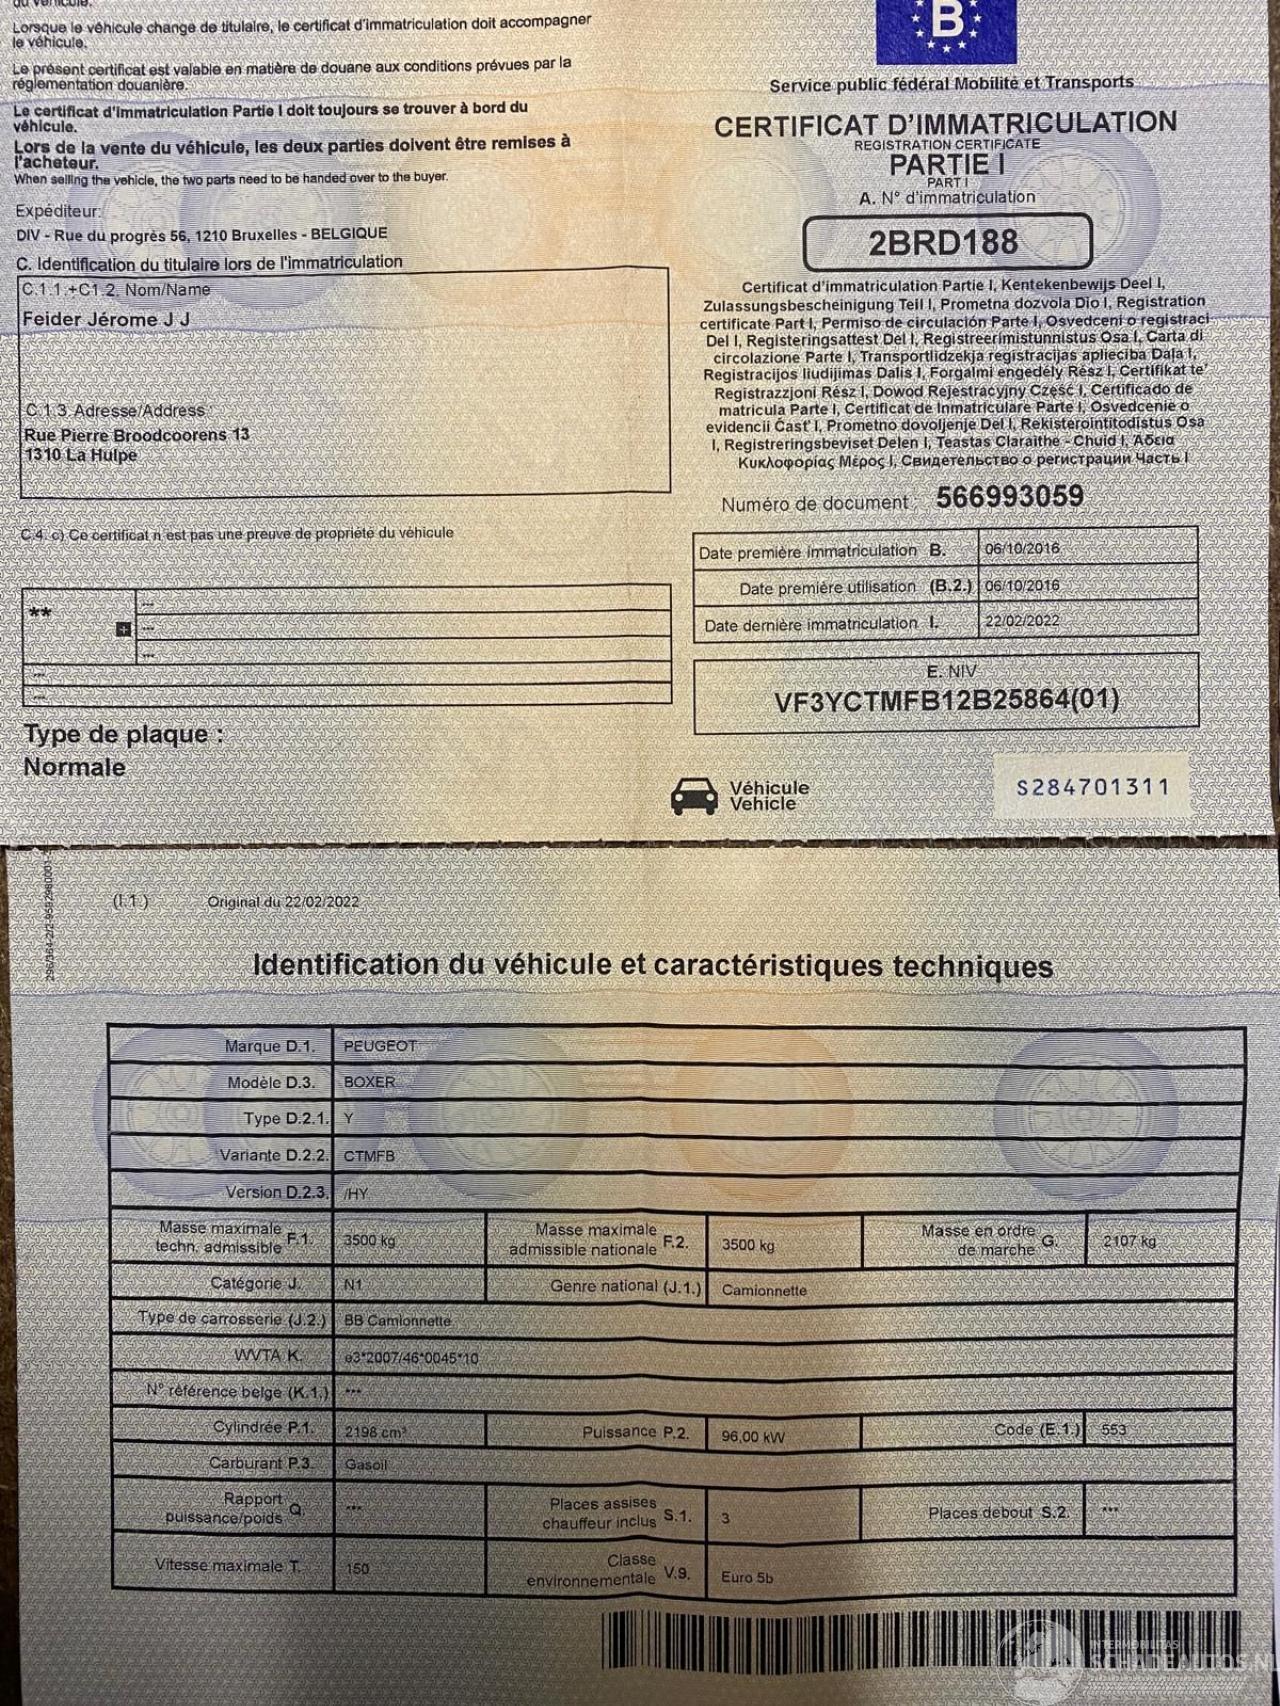 du véhicule.
Lorsque le véhicule change de titulaire, le certificat d'immatriculation doit accompagner
le véhicule.
Le présent certificat est valable en matière de douane aux conditions prévues par la
réglementation douanière.
Le certificat d'immatriculation Partie I doit toujours se trouver à bord du
véhicule.
Lors de la vente du véhicule, les deux parties doivent être remises à
l'acheteur.
When selling the vehicle, the two parts need to be handed over to the buyer.
Expéditeur:
DIV - Rue du progrès 56, 1210 Bruxelles - BELGIQUE
C. Identification du titulaire lors de l'immatriculation
C.1.1.+C1.2. Nom/Name
Feider Jérome J J
C.1.3. Adresse/Address
Rue Pierre Broodcoorens 13
1310 La Hulpe
C.4. c) Ce certificat n'est pas une preuve de propriété du véhicule
**
---
+ ---
---
---
---
Type de plaque :
Normale
B
Service public fédéral Mobilité et Transports
CERTIFICAT D'IMMATRICULATION
REGISTRATION CERTIFICATE
PARTIE I
PART I
A. N° d'immatriculation
2BRD188
Certificat d'immatriculation Partie I, Kentekenbewijs Deel I,
Zulassungsbescheinigung Teil I, Prometna dozvola Dio I, Registration
certificate Part I, Permiso de circulación Parte I, Osvedceni o registraci
Del I, Registeringsattest Del I, Registreerimistunnistus Osa I, Carta di
circolazione Parte I, Transportlidzekja registracijas aplieciba Daļa I,
Registracijos liudijimas Dalis I, Forgalmi engedély Rész I, Certifikat te'
Registrazzjoni Rész I, Dowod Rejestracyjny Część I, Certificado de
matricula Parte I, Certificat de Inmatriculare Parte I, Osvedcenie o
evidencii Časť I, Prometno dovoljenje Del I, Rekisteröintitodistus Osa
I, Registreringsbeviset Delen I, Teastas Claraithe - Chuid I, Άδεια
Κυκλοφορίας Μέρος I, Свидетельство о регистрации Часть I
Numéro de document : 566993059
Date première immatriculation B. 06/10/2016
Date première utilisation (B.2.) 06/10/2016
Date dernière immatriculation I. 22/02/2022
E. NIV
VF3YCTMFB12B25864(01)
Véhicule
Vehicle
S284701311
(I.1.) Original du 22/02/2022
Identification du véhicule et caractéristiques techniques
Marque D.1. PEUGEOT
Modèle D.3. BOXER
Type D.2.1. Y
Variante D.2.2. CTMFB
Version D.2.3. /HY
Masse maximale techn. admissible F.1. 3500 kg Masse maximale admissible nationale F.2. 3500 kg Masse en ordre de marche G. 2107 kg
Catégorie J. N1 Genre national (J.1.) Camionnette
Type de carrosserie (J.2.) BB Camionnette
WVTA K. e3*2007/46*0045*10
N° référence belge (K.1.) ***
Cylindrée P.1. 2198 cm³ Puissance P.2. 96,00 kW Code (E.1.) 553
Carburant P.3. Gasoil
Rapport puissance/poids Q. *** Places assises chauffeur inclus S.1. 3 Places debout S.2. ***
Vitesse maximale T. 150 Classe environnementale V.9. Euro 5b
INTERMOBILITAS
SCHADEAUTOS.NL